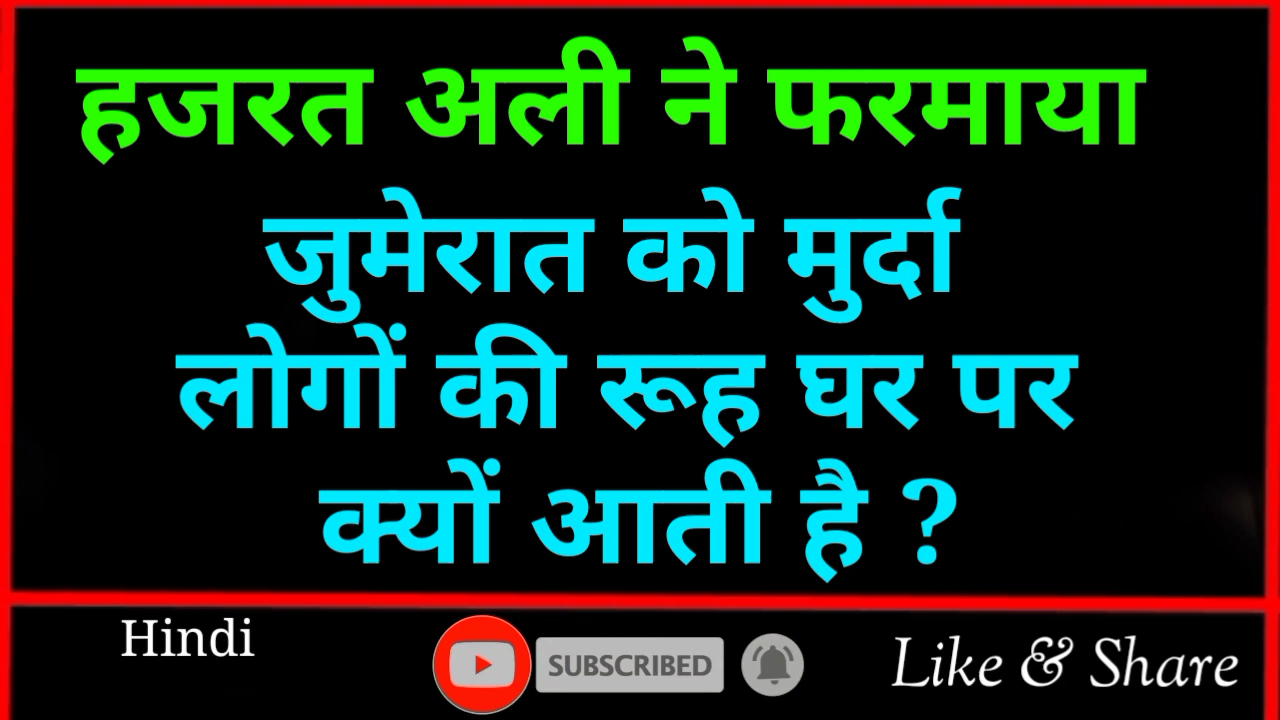 हजरत अली ने फरमाया
जुमेरात को मुर्दा
लोगों की रूह घर पर
क्यों आती है ?
Hindi
SUBSCRIBED
Like & Share